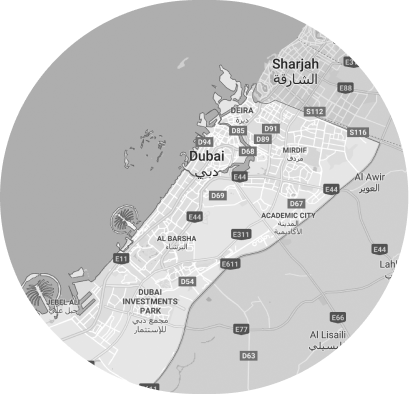 Sharjah
الشارقة
E88
S112
DEIRA
ديرة
D85
D91
D89
S116
D94
D68
MIRDIF
مردف
Dubai
دبي
E44
Al Awir
العوير
E44
D69
D67
E44
ACADEMIC CITY
المدينة
الأكاديمية
E311
AL BARSHA
البرشاء
E44
E11
E611
D54
DUBAI
INVESTMENTS
PARK
مجمع دبي
للإستثمار
JEBEL ALI
جبل علي
E66
E77
Al Lisaili
D63